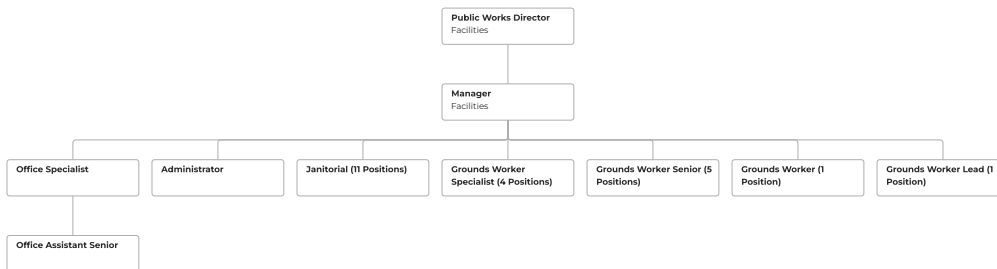 Public Works Director
Facilities
Manager
Facilities
Office Specialist
Administrator
Janitorial (11 Positions)
Grounds Worker
Specialist (4 Positions)
Grounds Worker Senior (5
Positions)
Grounds Worker (1
Position)
Grounds Worker Lead (1
Position)
Office Assistant Senior